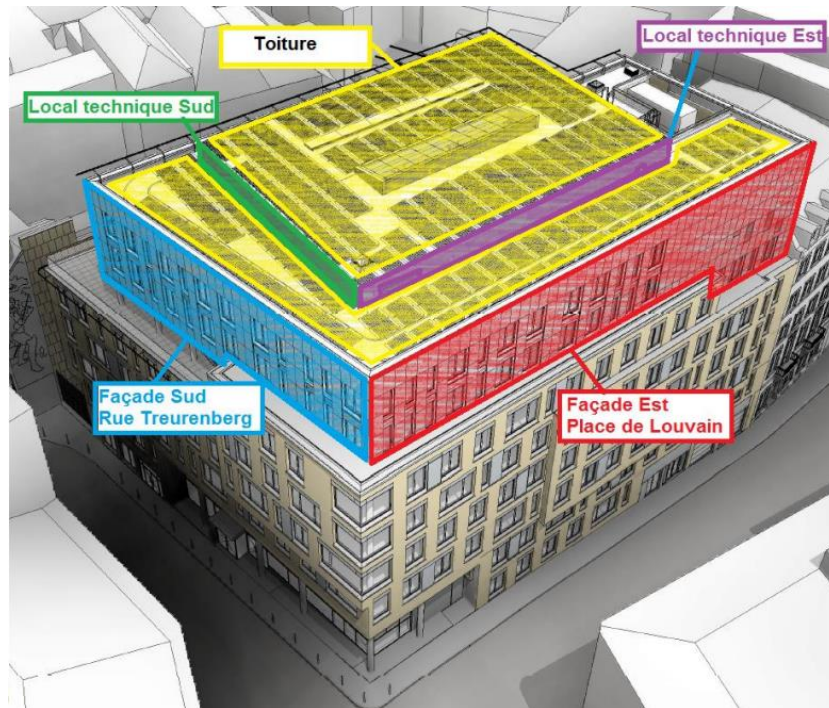 Toiture
Local technique Est
Local technique Sud
Façade Sud
Rue Treurenberg
Façade Est
Place de Louvain